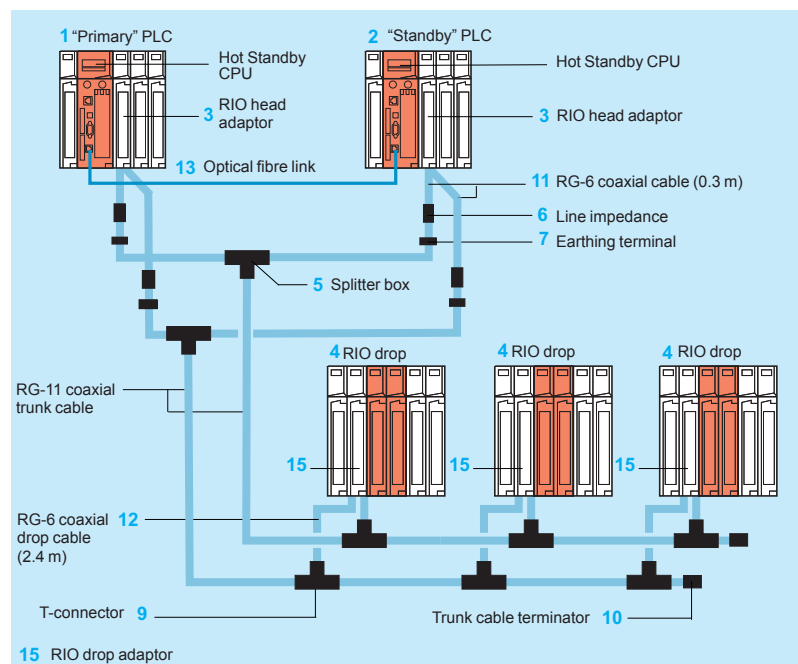 1 “Primary” PLC
2 “Standby” PLC
Hot Standby
CPU
Hot Standby CPU
RIO head
3 adaptor
3 RIO head adaptor
13 Optical fibre link
11 RG-6 coaxial cable (0.3 m)
6 Line impedance
7 Earthing terminal
5 Splitter box
4 RIO drop
4 RIO drop
4 RIO drop
RG-11 coaxial
trunk cable
15
15
15
RG-6 coaxial 12
drop cable
(2.4 m)
T-connector 9
Trunk cable terminator 10
15 RIO drop adaptor